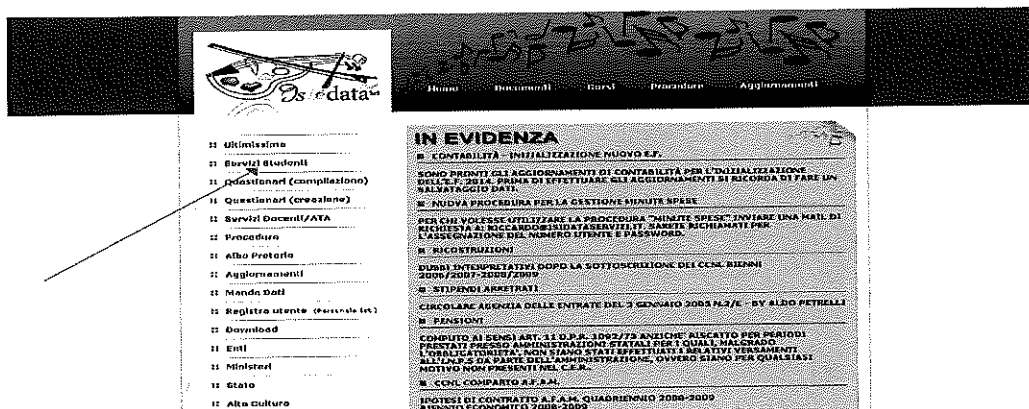 Isidata
Home Documenti Corsi Procedure Aggiornamenti
Ultimissime
Servizi Studenti
Questionari (compilazione)
Questionari (creazione)
Servizi Docenti/ATA
Procedure
Albo Pretorio
Aggiornamenti
Manda Dati
Registra utente (Personale Ist.)
Download
Enti
Ministeri
Stato
Alta Cultura
IN EVIDENZA
CONTABILITÀ - INIZIALIZZAZIONE NUOVO E.F.
SONO PRONTI GLI AGGIORNAMENTI DI CONTABILITÀ PER L'INIZIALIZZAZIONE
DELL'E.F. 2014. PRIMA DI EFFETTUARE GLI AGGIORNAMENTI SI RICORDA DI FARE UN
SALVATAGGIO DATI.
NUOVA PROCEDURA PER LA GESTIONE MINUTE SPESE
PER CHI VOLESSE UTILIZZARE LA PROCEDURA "MINUTE SPESE" INVIARE UNA MAIL DI
RICHIESTA A: RICCARDO@ISIDATASERVIZI.IT. SARETE RICHIAMATI PER
L'ASSEGNAZIONE DEL NUMERO UTENTE E PASSWORD.
RICOSTRUZIONI
DUBBI INTERPRETATIVI DOPO LA SOTTOSCRIZIONE DEI CCNL BIENNI
2006/2007-2008/2009
STIPENDI ARRETRATI
CIRCOLARE AGENZIA DELLE ENTRATE DEL 3 GENNAIO 2005 N.2/E - BY ALDO PETRELLI
PENSIONI
COMPUTO AI SENSI ART. 11 D.P.R. 1092/73 ANZICHE' RISCATTO PER PERIODI
PRESTATI PRESSO AMMINISTRAZIONI STATALI PER I QUALI, MALGRADO
L'OBBLIGATORIETA', NON SIANO STATI EFFETTUATI I RELATIVI VERSAMENTI
ALL'I.N.P.S DA PARTE DELL'AMMINISTRAZIONE, OVVERO SIANO PER QUALSIASI
MOTIVO NON PRESENTI NEL C.E.R.
CCNL COMPARTO A.F.A.M.
IPOTESI DI CONTRATTO A.F.A.M. QUADRIENNIO 2006-2009
BIENNIO ECONOMICO 2008-2009